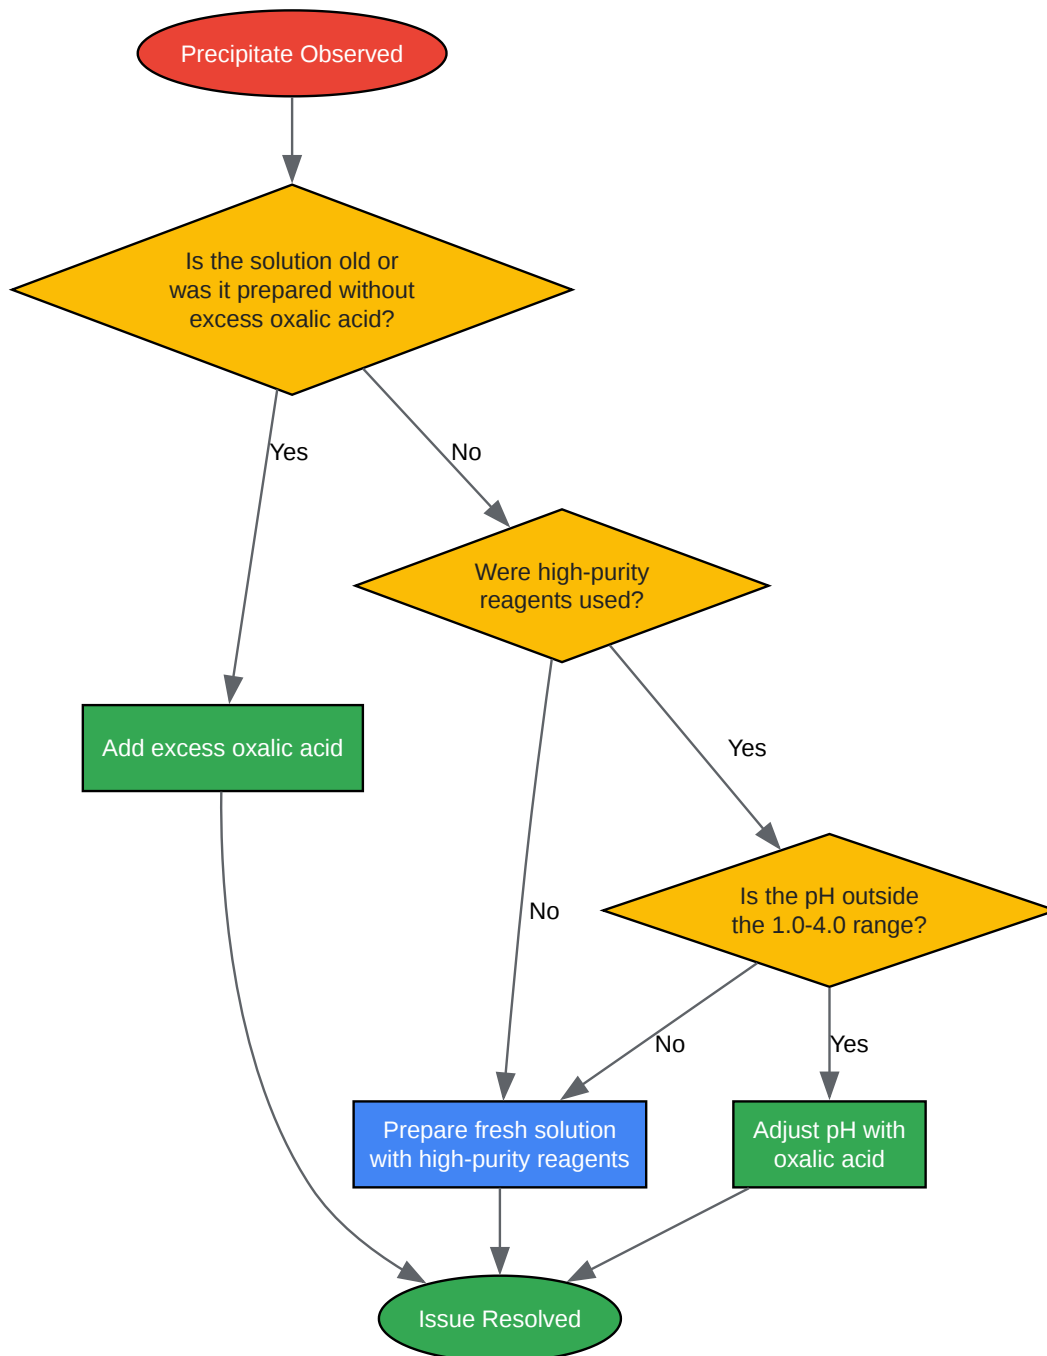 Precipitate Observed
Is the solution old or
was it prepared without
excess oxalic acid?
Yes
No
Were high-purity
reagents used?
Add excess oxalic acid
Yes
Is the pH outside
the 1.0-4.0 range?
No
No
Yes
Prepare fresh solution
with high-purity reagents
Adjust pH with
oxalic acid
Issue Resolved